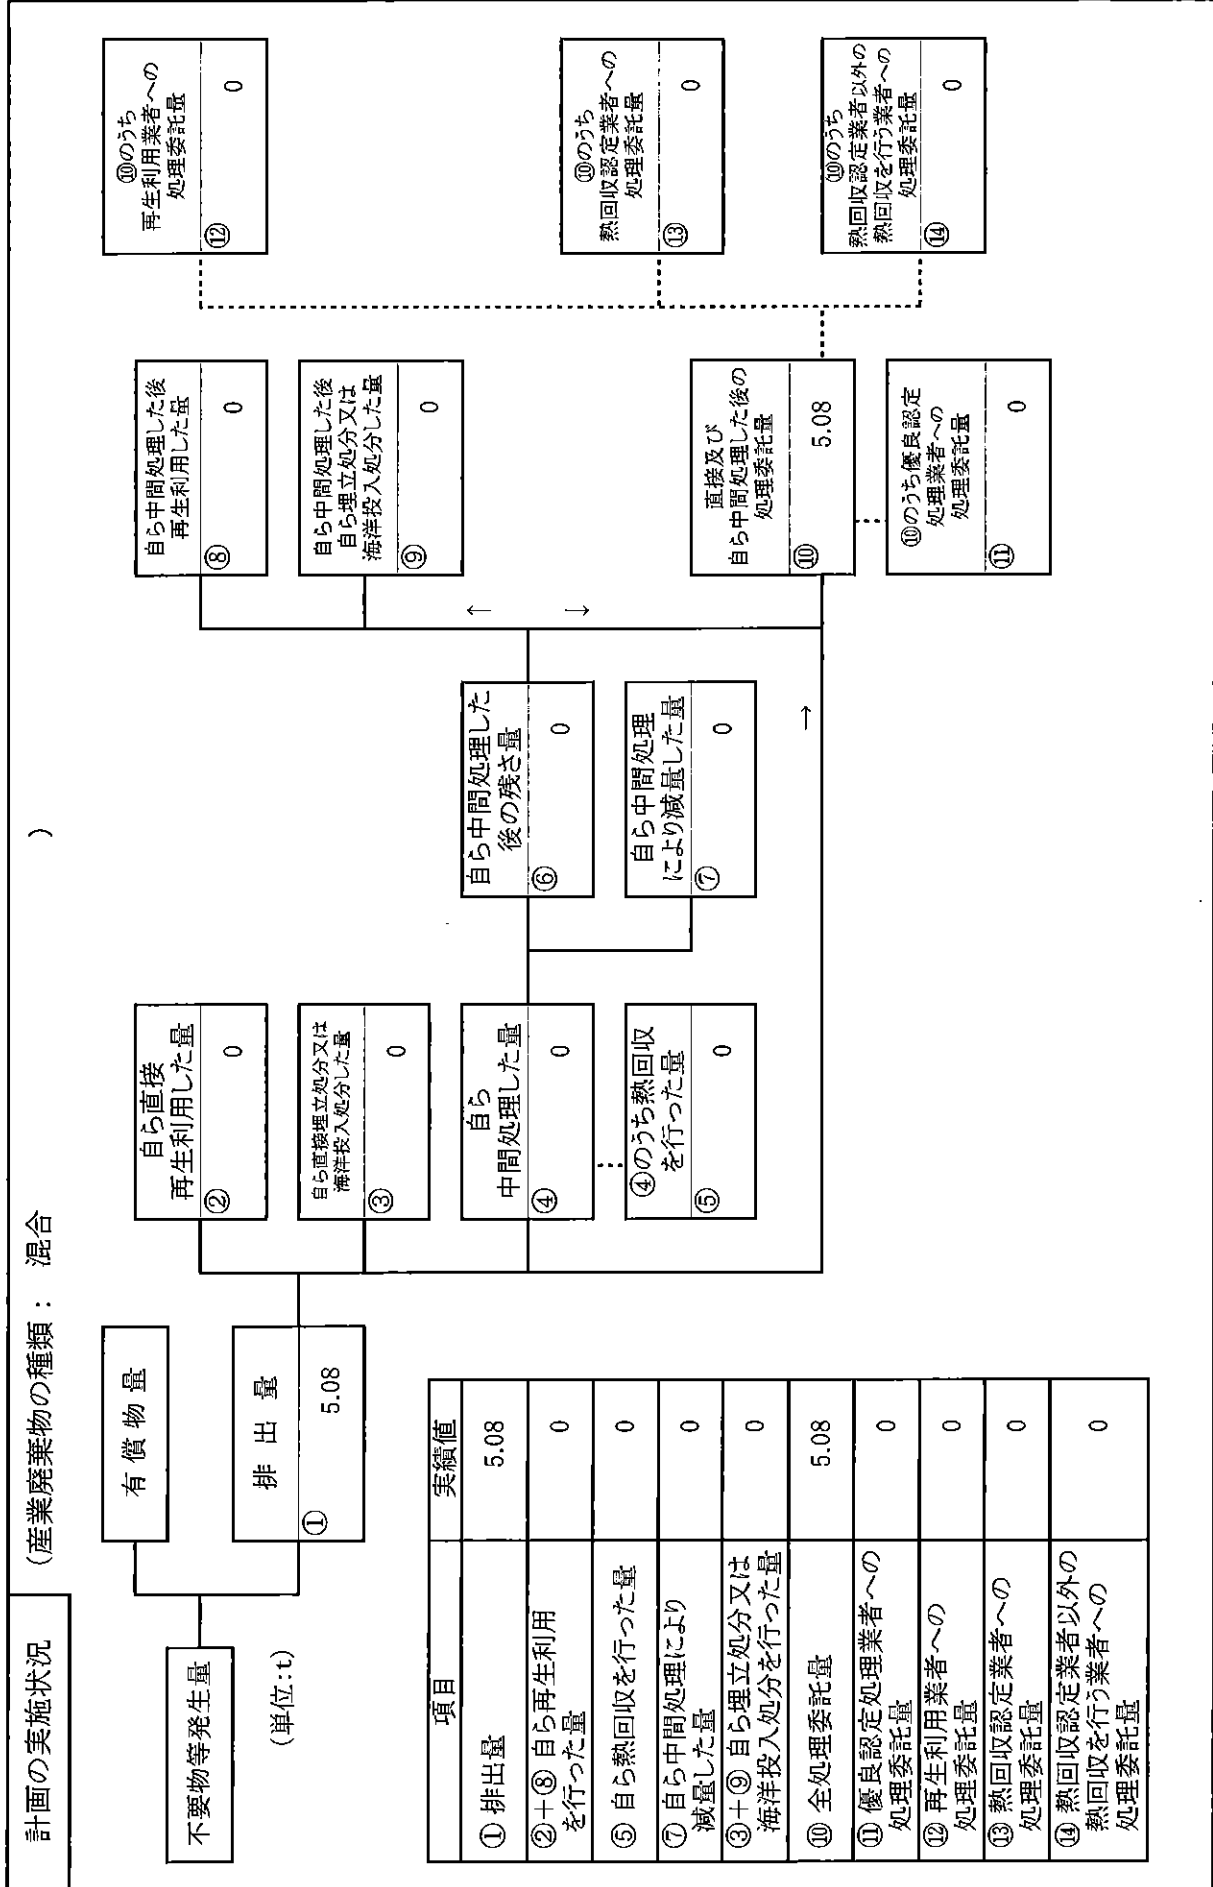 計画の実施状況
(産業廃棄物の種類： 混合 )
不要物等発生量
(単位:t)
有償物量
排出量
① 5.08
自ら直接
再生利用した量
② 0
自ら直接埋立処分又は
海洋投入処分した量
③ 0
自ら
中間処理した量
④ 0
④のうち熱回収
を行った量
⑤ 0
自ら中間処理した
後の残さ量
⑥ 0
自ら中間処理
により減量した量
⑦ 0
→
←
→
自ら中間処理した後
再生利用した量
⑧ 0
自ら中間処理した後
自ら埋立処分又は
海洋投入処分した量
⑨ 0
直接及び
自ら中間処理した後の
処理委託量
⑩ 5.08
⑩のうち優良認定
処理業者への
処理委託量
⑪ 0
⑩のうち
再生利用業者への
処理委託量
⑫ 0
⑩のうち
熱回収認定業者への
処理委託量
⑬ 0
⑩のうち
熱回収認定業者以外の
熱回収を行う業者への
処理委託量
⑭ 0
項目 実績値
① 排出量 5.08
②＋⑧ 自ら再生利用
を行った量 0
⑤ 自ら熱回収を行った量 0
⑦ 自ら中間処理により
減量した量 0
③＋⑨ 自ら埋立処分又は
海洋投入処分を行った量 0
⑩ 全処理委託量 5.08
⑪ 優良認定処理業者への
処理委託量 0
⑫ 再生利用業者への
処理委託量 0
⑬ 熱回収認定業者への
処理委託量 0
⑭ 熱回収認定業者以外の
熱回収を行う業者への
処理委託量 0